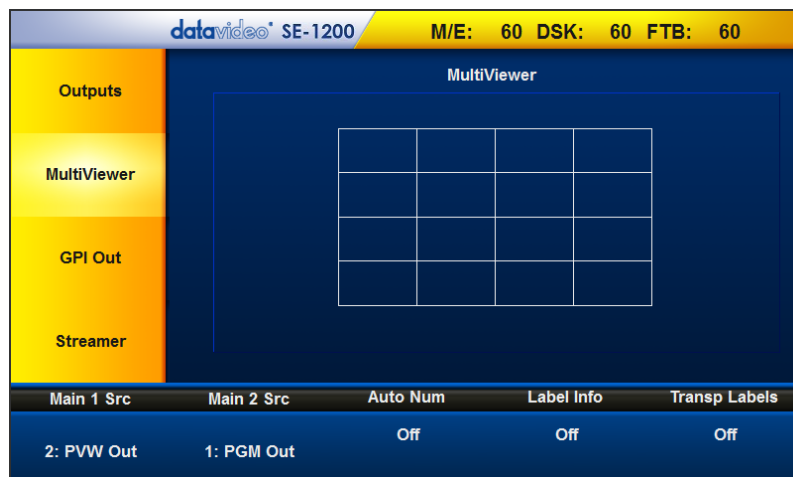 datavideo SE-1200 M/E: 60 DSK: 60 FTB: 60
Outputs
MultiViewer
GPI Out
Streamer
MultiViewer
Main 1 Src Main 2 Src Auto Num Label Info Transp Labels
2: PVW Out 1: PGM Out Off Off Off